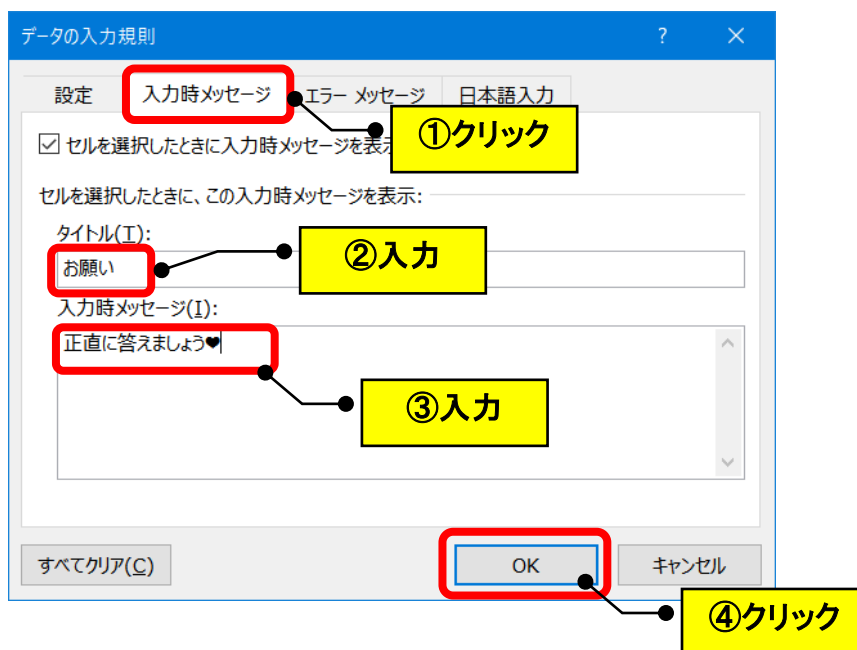 データの入力規則 ?
設定 入力時メッセージ エラー メッセージ 日本語入力
①クリック
セルを選択したときに入力時メッセージを表
セルを選択したときに、この入力時メッセージを表示:
タイトル(T):
②入力
お願い
入力時メッセージ(I):
正直に答えましょう♥
③入力
すべてクリア(C) OK キャンセル
④クリック